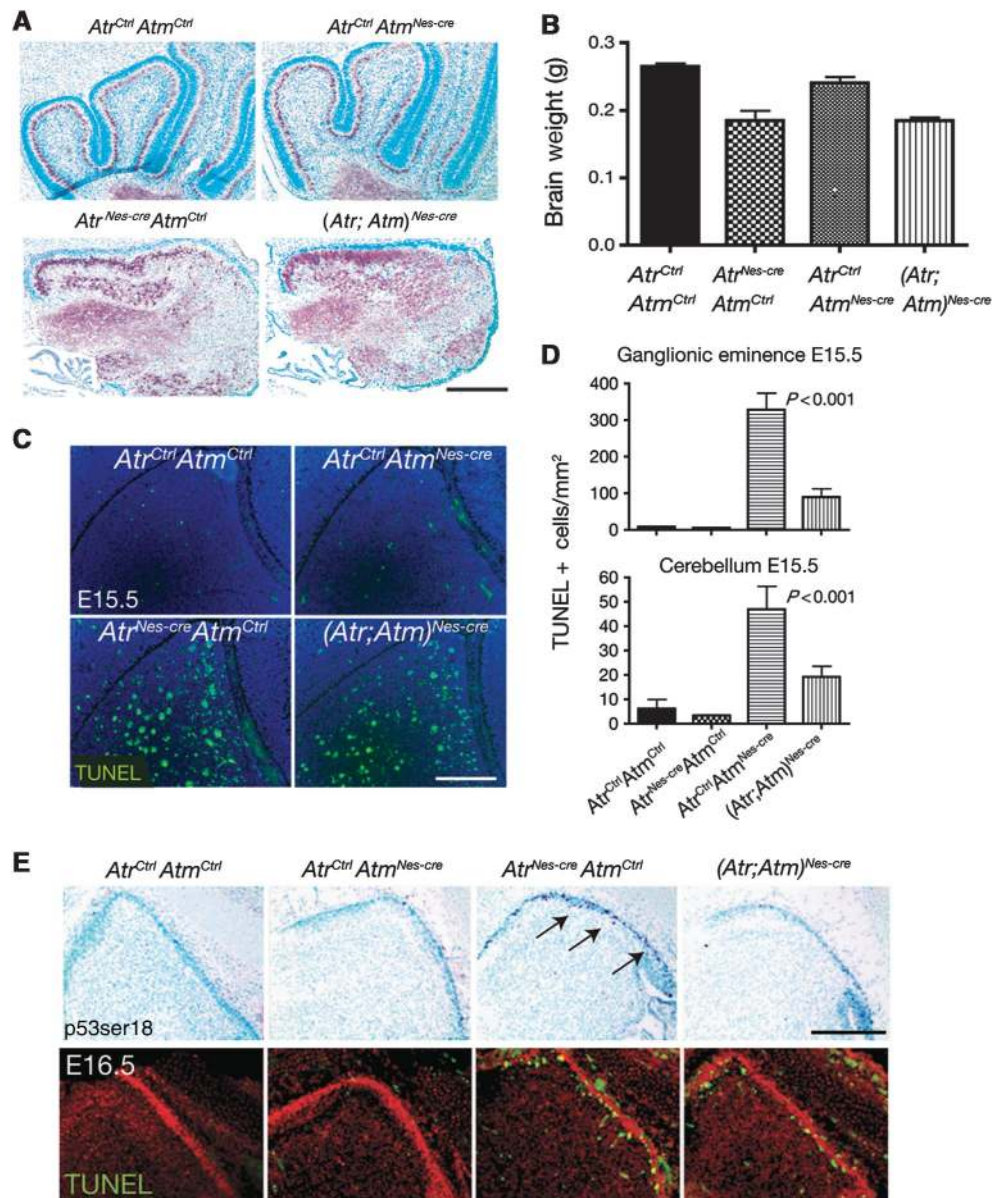 A
Atr^Ctrl Atm^Ctrl
Atr^Ctrl Atm^Nes-cre
Atr^Nes-cre Atm^Ctrl
(Atr; Atm)^Nes-cre
B
Brain weight (g)
0.3
0.2
0.1
0.0
Atr^Ctrl Atr^Nes-cre Atr^Ctrl (Atr;
Atm^Ctrl Atm^Ctrl Atm^Nes-cre Atm)^Nes-cre
C
Atr^Ctrl Atm^Ctrl
Atr^Ctrl Atm^Nes-cre
E15.5
Atr^Nes-cre Atm^Ctrl
(Atr;Atm)^Nes-cre
TUNEL
D
Ganglionic eminence E15.5
400
300
200
100
0
P<0.001
TUNEL + cells/mm²
Cerebellum E15.5
60
50
40
30
20
10
0
P<0.001
Atr^Ctrl Atm^Ctrl
Atr^Nes-cre Atm^Ctrl
Atr^Ctrl Atm^Nes-cre
(Atr;Atm)^Nes-cre
E
Atr^Ctrl Atm^Ctrl
Atr^Ctrl Atm^Nes-cre
Atr^Nes-cre Atm^Ctrl
(Atr;Atm)^Nes-cre
p53ser18
E16.5
TUNEL